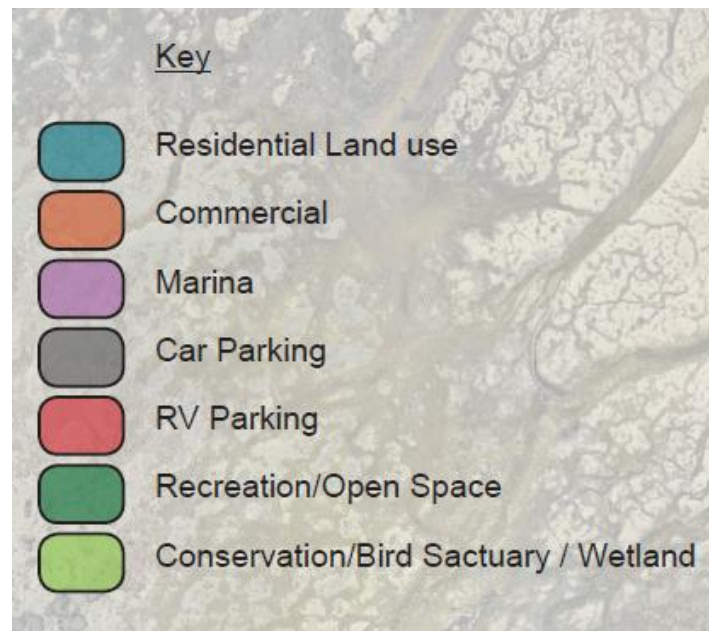 Key
Residential Land use
Commercial
Marina
Car Parking
RV Parking
Recreation/Open Space
Conservation/Bird Sactuary / Wetland